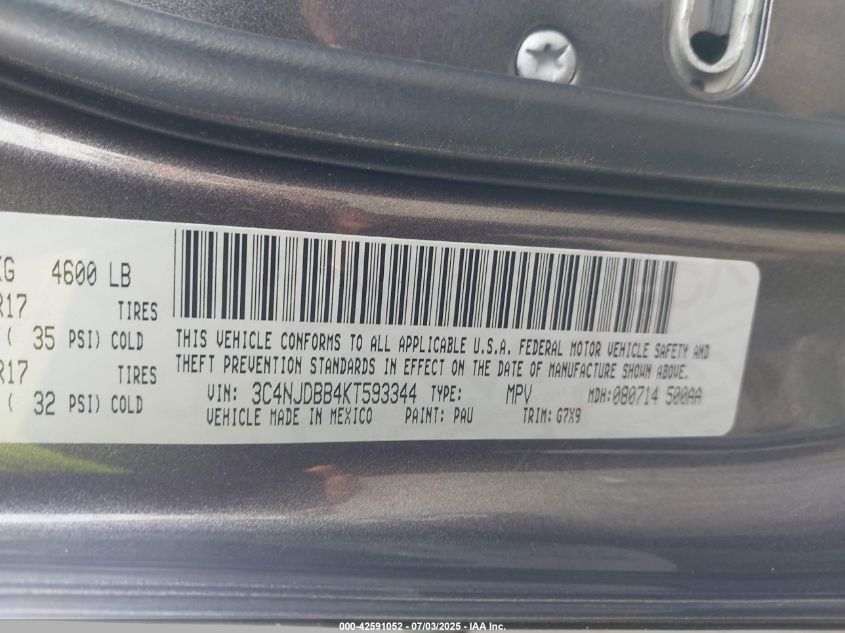 KG 4600 LB
R17 TIRES
( 35 PSI) COLD
R17 TIRES
( 32 PSI) COLD
THIS VEHICLE CONFORMS TO ALL APPLICABLE U.S.A. FEDERAL MOTOR VEHICLE SAFETY AND
THEFT PREVENTION STANDARDS IN EFFECT ON THE DATE OF MANUFACTURE SHOWN ABOVE.
VIN: 3C4NJDBB4KT593344 TYPE: MPV MDH:080714 500AA
VEHICLE MADE IN MEXICO PAINT: PAU TRIM: G7X9
000-42591052 - 07/03/2025 - IAA Inc.